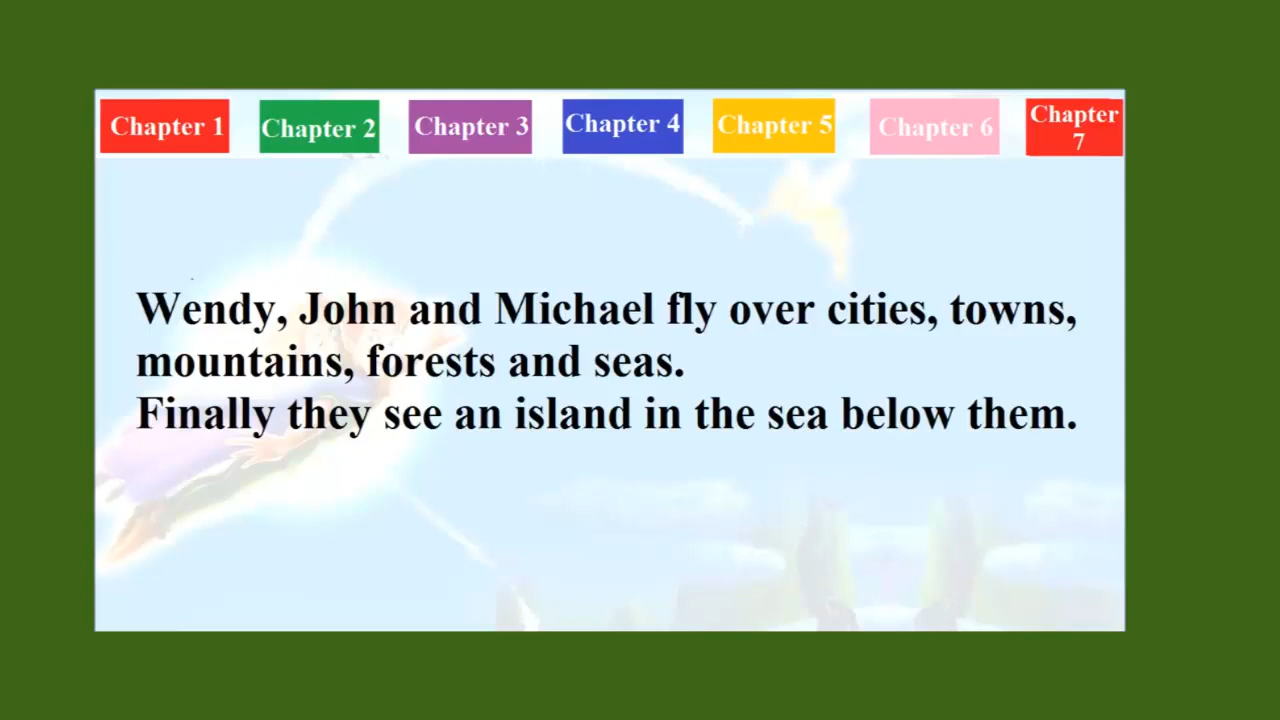 Chapter 1 Chapter 2 Chapter 3 Chapter 4 Chapter 5 Chapter 6 Chapter
7
Wendy, John and Michael fly over cities, towns,
mountains, forests and seas.
Finally they see an island in the sea below them.